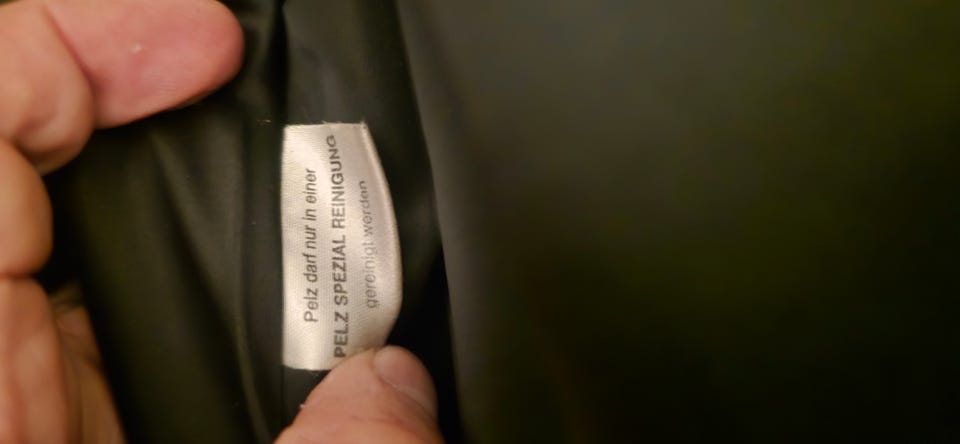 Pelz darf nur in einer
PELZ SPEZIAL REINIGUNG
gereinigt werden